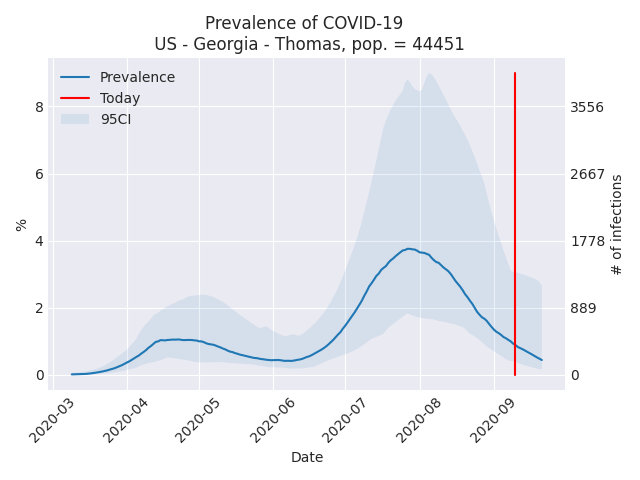 Prevalence of COVID-19
US - Georgia - Thomas, pop. = 44451
Prevalence
Today
95CI
%
8
6
4
2
0
3556
2667
1778
889
0
# of infections
2020-03
2020-04
2020-05
2020-06
2020-07
2020-08
2020-09
Date